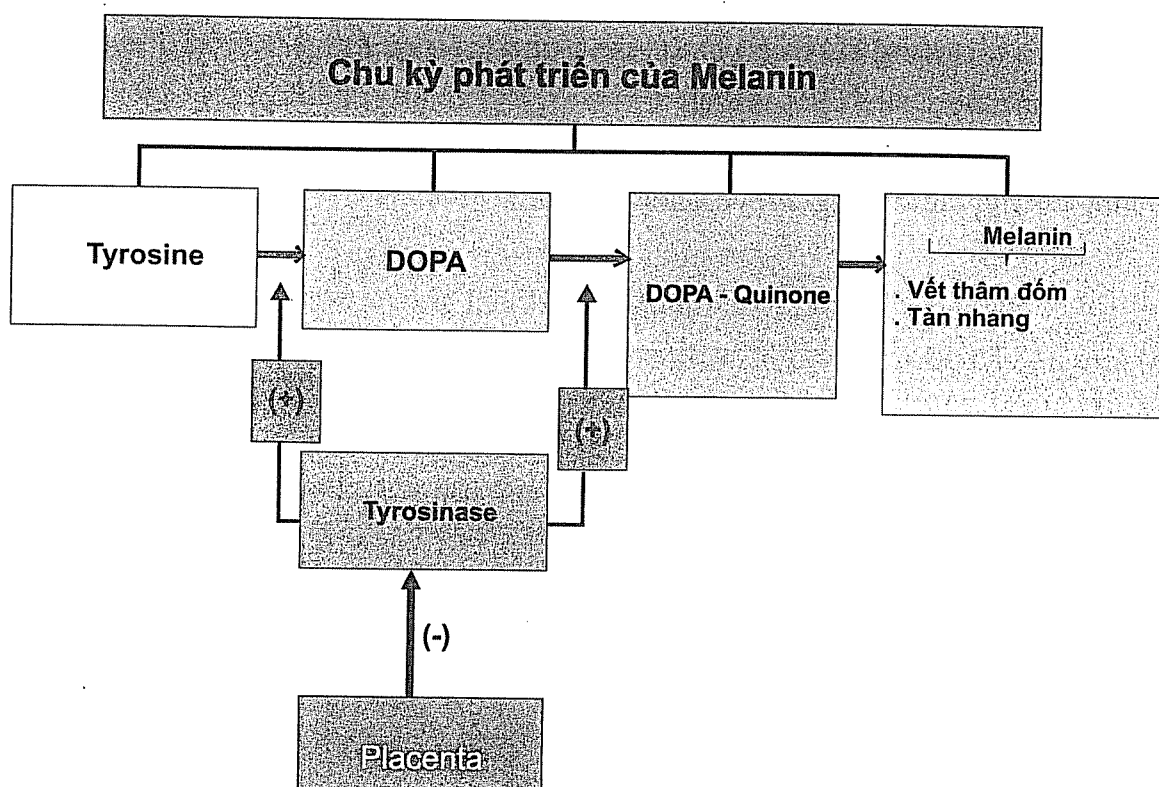 Chu kỳ phát triển của Melanin
Tyrosine
DOPA
DOPA - Quinone
Melanin
. Vết thâm đốm
. Tàn nhang
(+)
(+)
Tyrosinase
(-)
Placenta